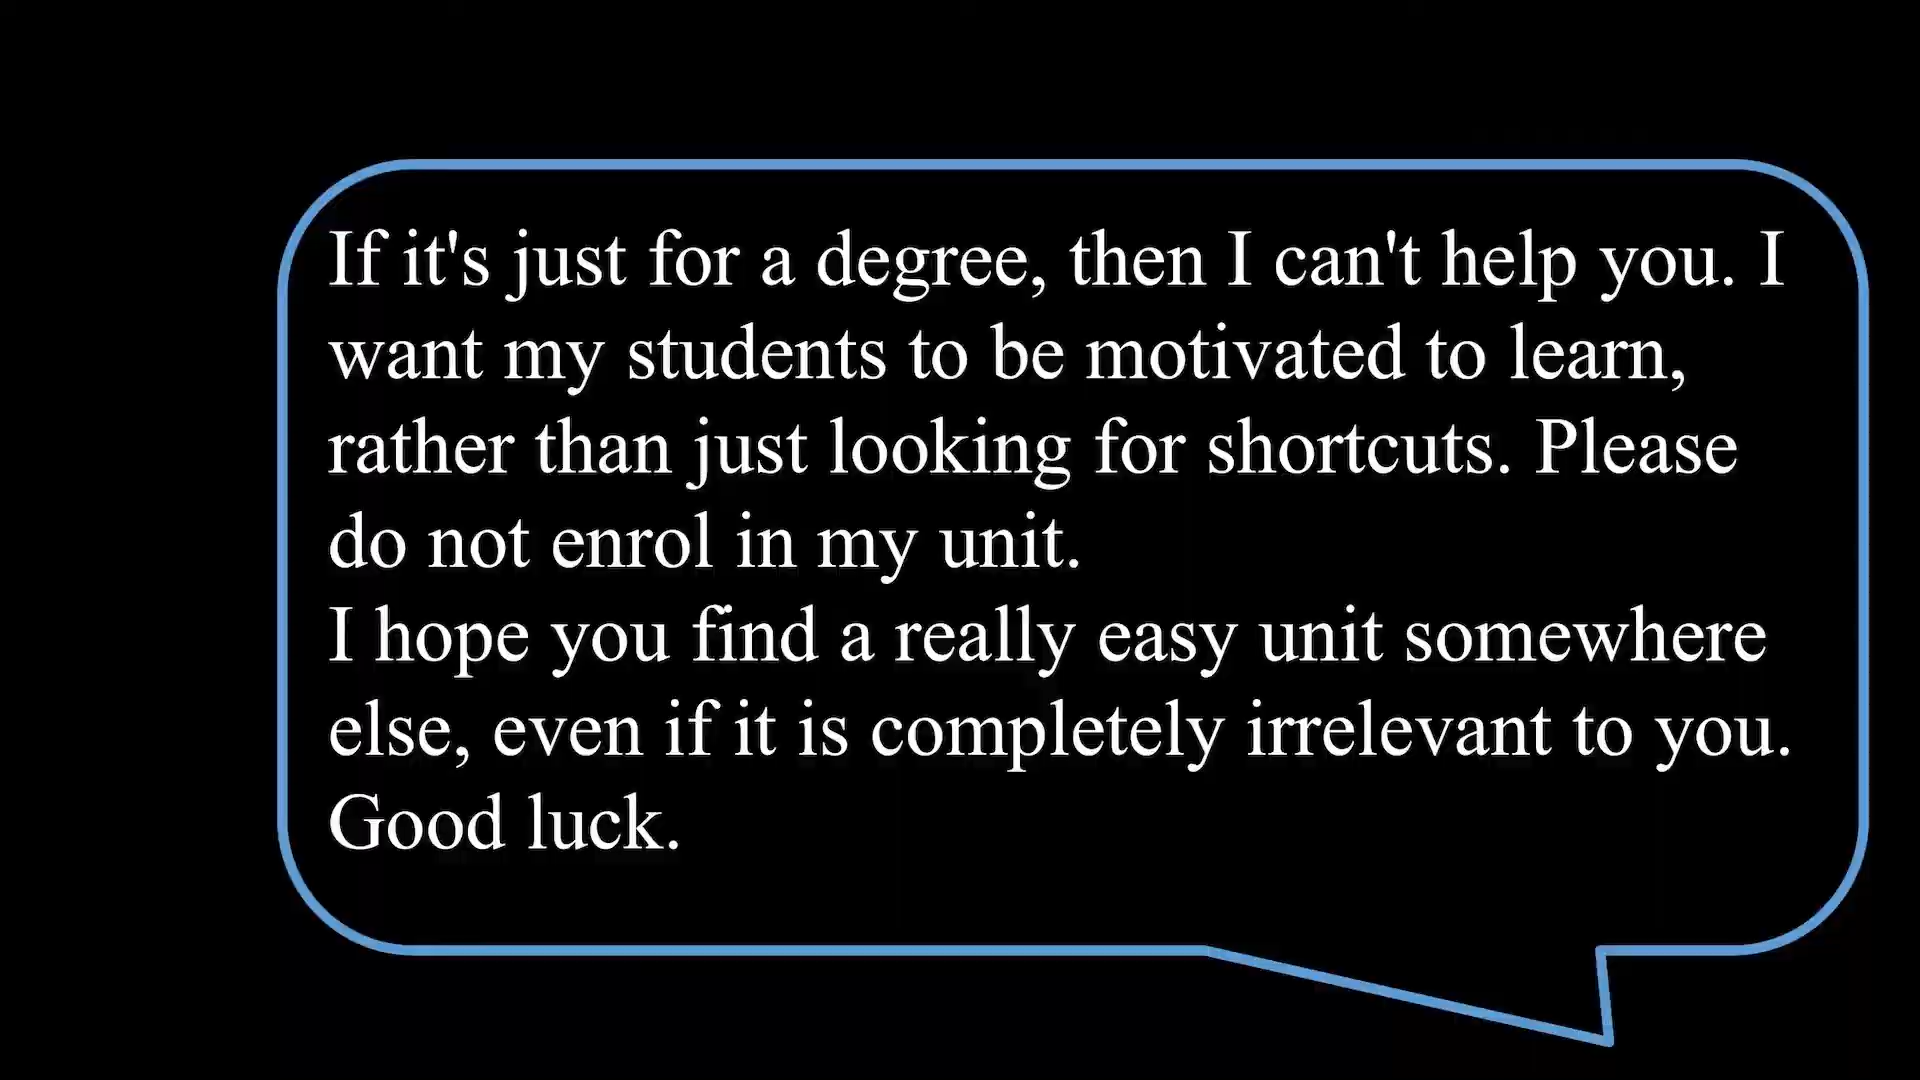 If it's just for a degree, then I can't help you. I
want my students to be motivated to learn,
rather than just looking for shortcuts. Please
do not enrol in my unit.
I hope you find a really easy unit somewhere
else, even if it is completely irrelevant to you.
Good luck.